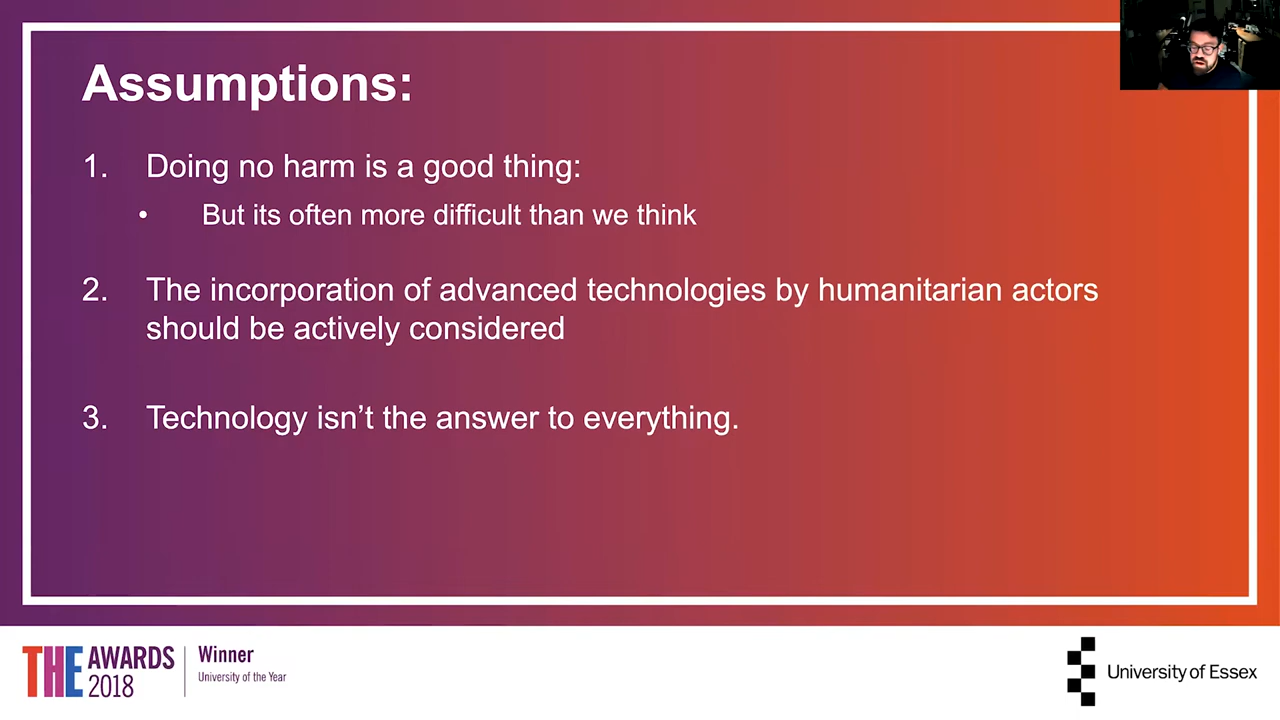 Assumptions:
1. Doing no harm is a good thing:
• But its often more difficult than we think
2. The incorporation of advanced technologies by humanitarian actors
should be actively considered
3. Technology isn’t the answer to everything.
THE AWARDS 2018
Winner
University of the Year
University of Essex